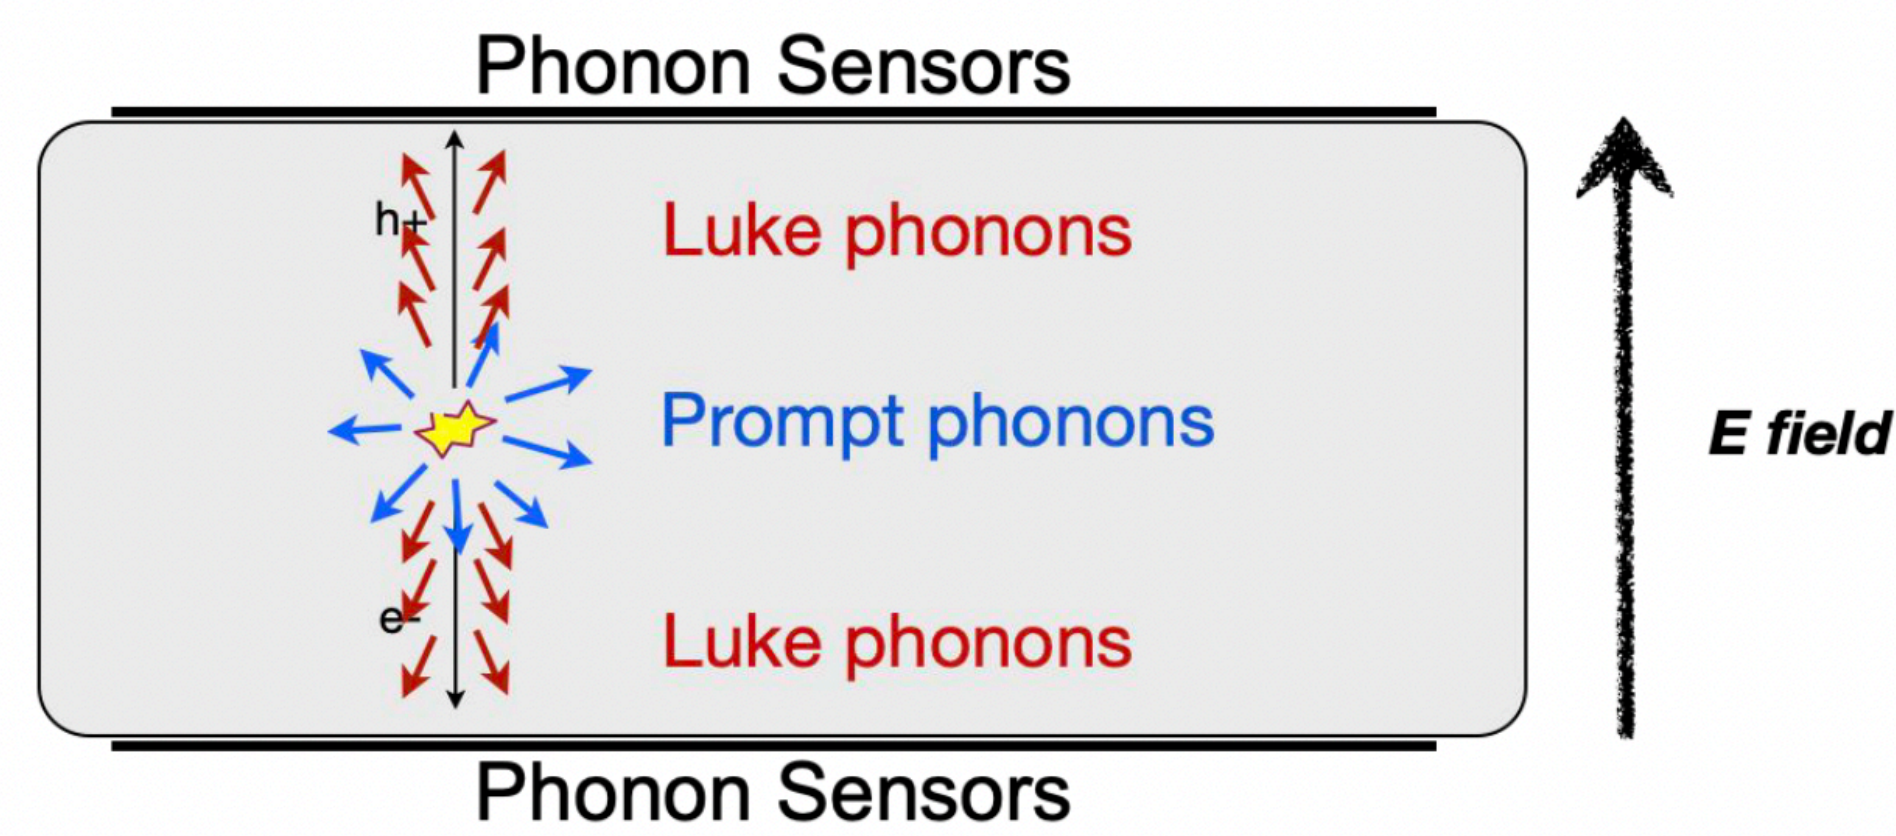 Phonon Sensors
h+
Luke phonons
Prompt phonons
E field
e-
Luke phonons
Phonon Sensors